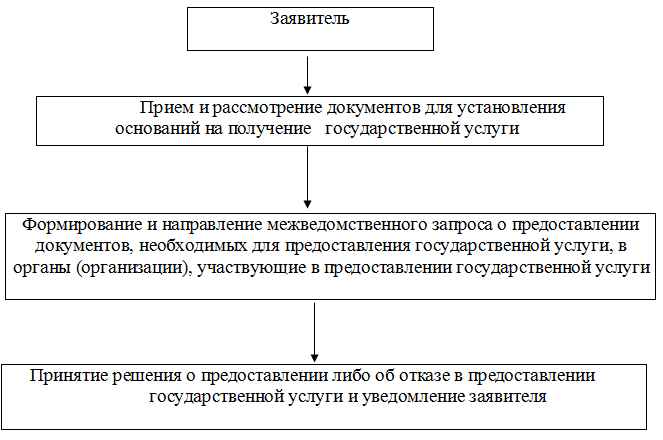 Заявитель
Прием и рассмотрение документов для установления
оснований на получение государственной услуги
Формирование и направление межведомственного запроса о предоставлении
документов, необходимых для предоставления государственной услуги, в
органы (организации), участвующие в предоставлении государственной услуги
Принятие решения о предоставлении либо об отказе в предоставлении
государственной услуги и уведомление заявителя